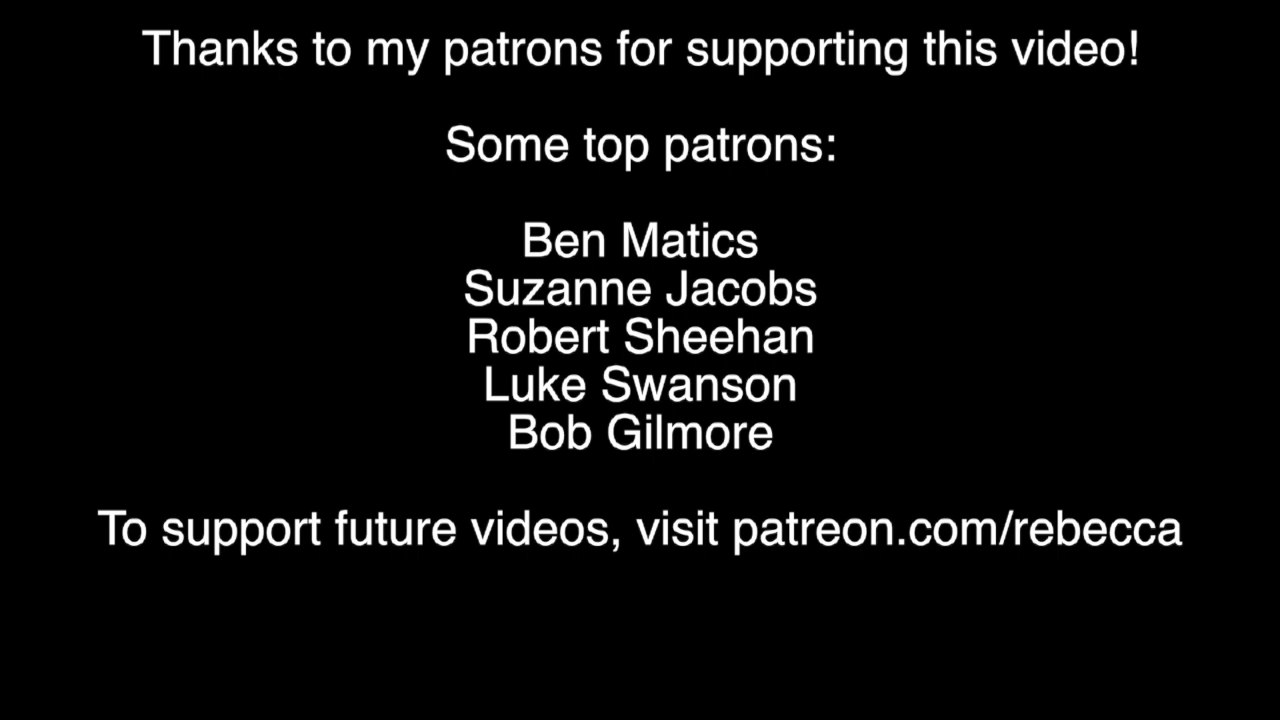 Thanks to my patrons for supporting this video!
Some top patrons:
Ben Matics
Suzanne Jacobs
Robert Sheehan
Luke Swanson
Bob Gilmore
To support future videos, visit patreon.com/rebecca